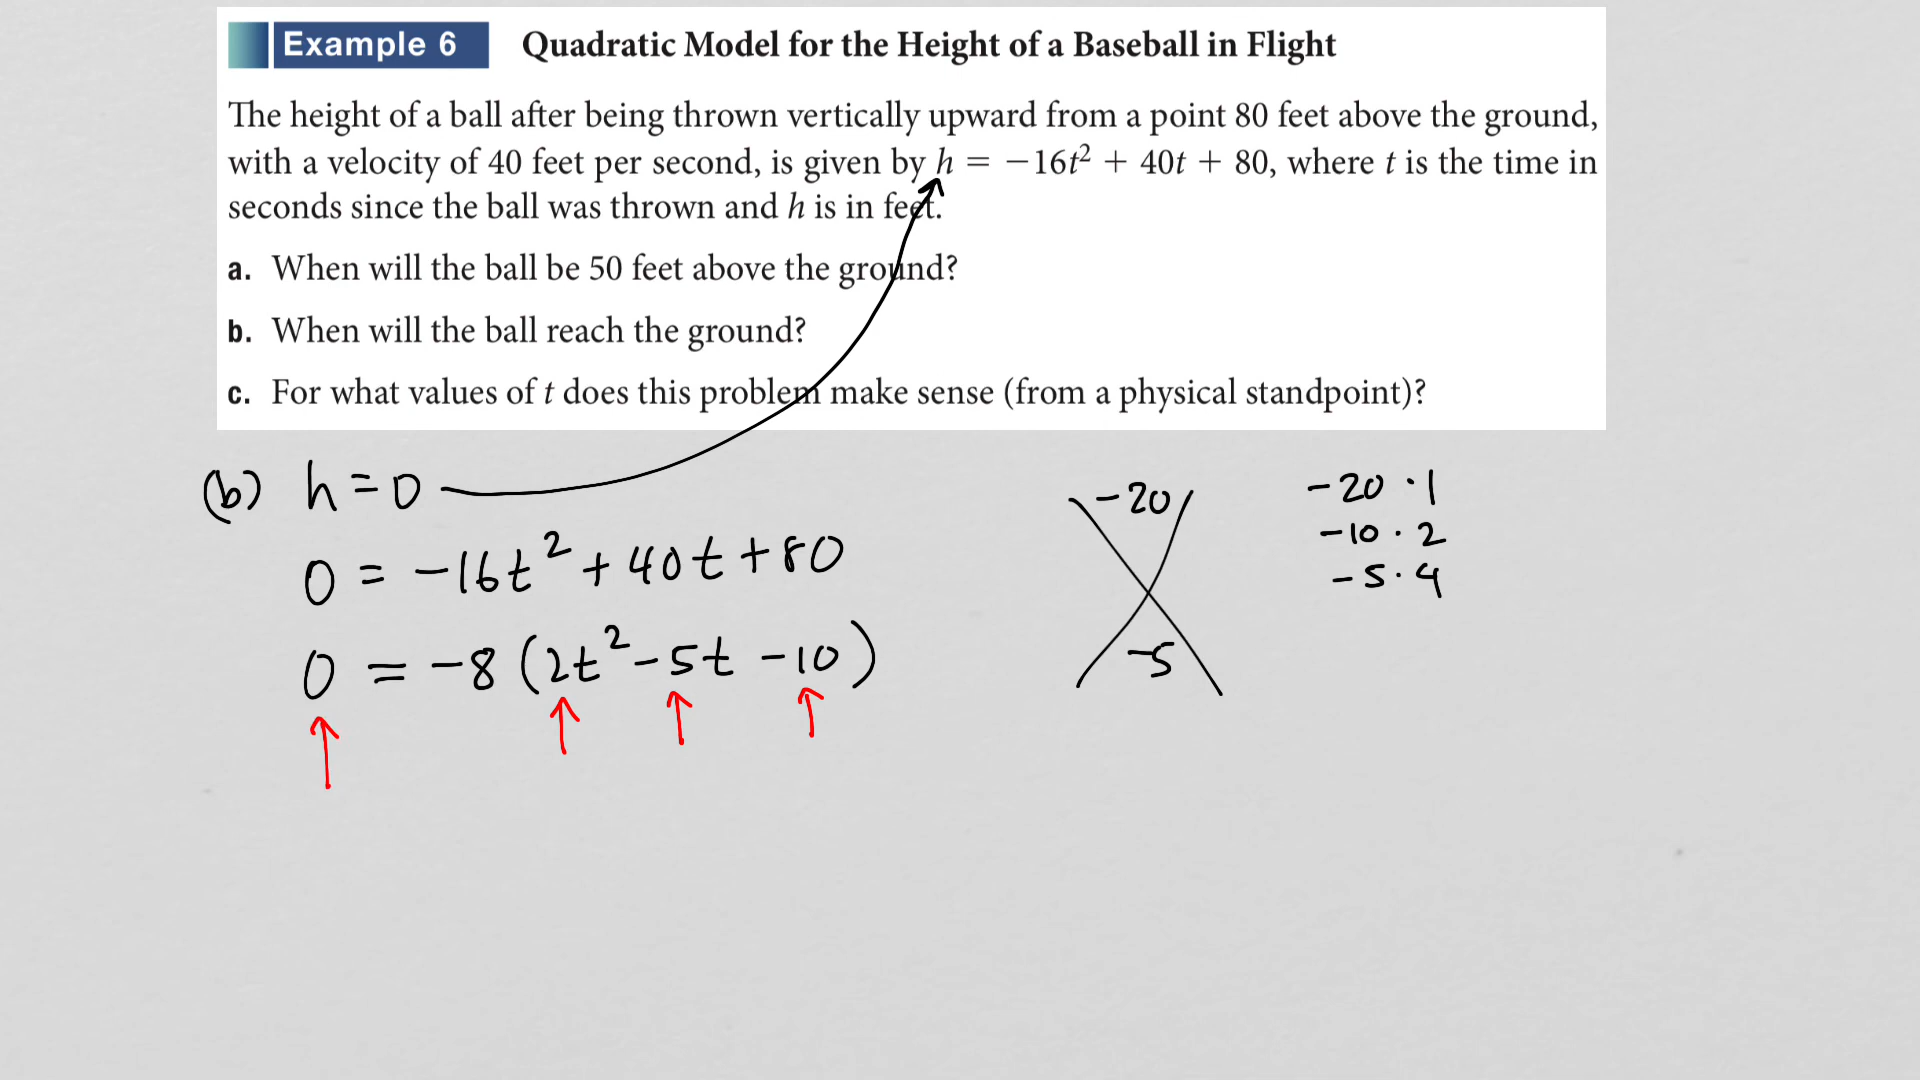 Example 6 Quadratic Model for the Height of a Baseball in Flight
The height of a ball after being thrown vertically upward from a point 80 feet above the ground,
with a velocity of 40 feet per second, is given by h = −16t² + 40t + 80, where t is the time in
seconds since the ball was thrown and h is in feet.
a. When will the ball be 50 feet above the ground?
b. When will the ball reach the ground?
c. For what values of t does this problem make sense (from a physical standpoint)?
(b) h=0
0 = -16t² + 40t + 80
0 = -8 (2t² - 5t - 10)
-20
-5
-20 · 1
-10 · 2
-5 · 4